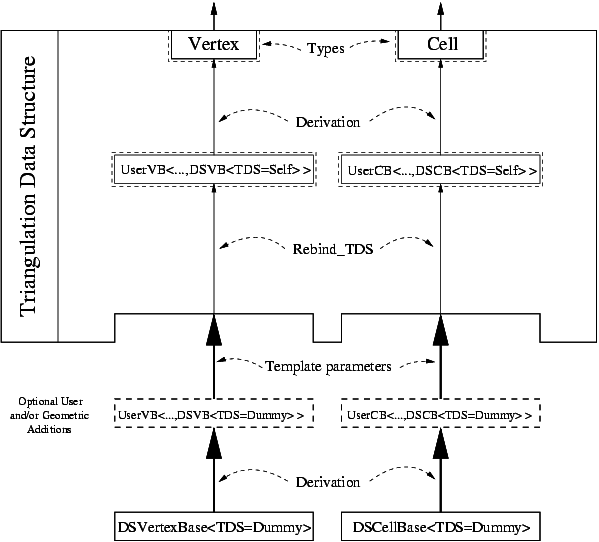 Vertex
Types
Cell
Triangulation Data Structure
Derivation
UserVB<...,DSVB<TDS=Self>>
UserCB<...,DSCB<TDS=Self>>
Rebind_TDS
Template parameters
Optional User
and/or Geometric
Additions
UserVB<...,DSVB<TDS=Dummy>>
UserCB<...,DSCB<TDS=Dummy>>
Derivation
DSVertexBase<TDS=Dummy>
DSCellBase<TDS=Dummy>